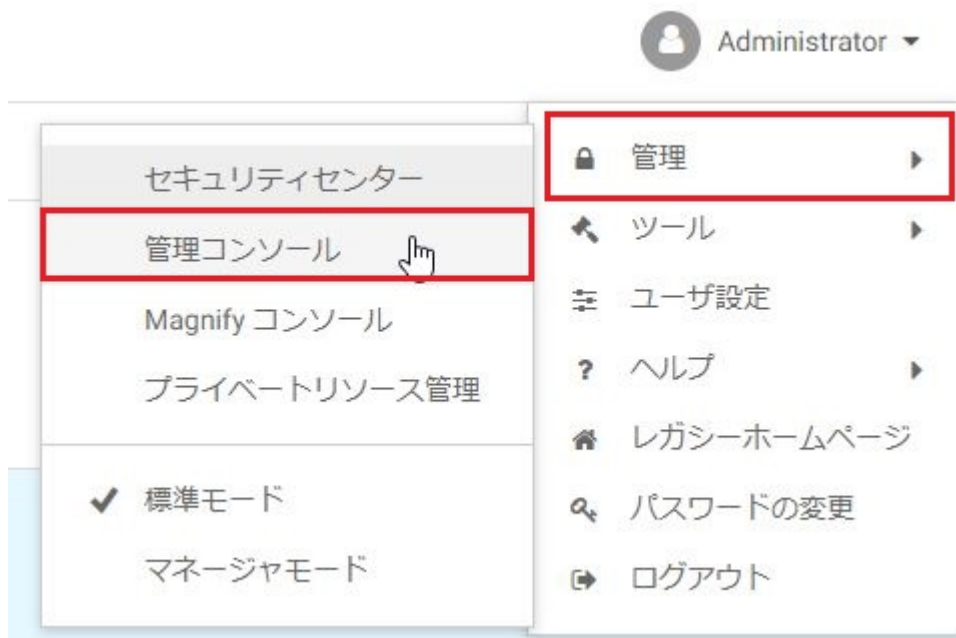 Administrator
管理
ツール
ユーザ設定
ヘルプ
レガシーホームページ
パスワードの変更
ログアウト
セキュリティセンター
管理コンソール
Magnify コンソール
プライベートリソース管理
標準モード
マネージャモード